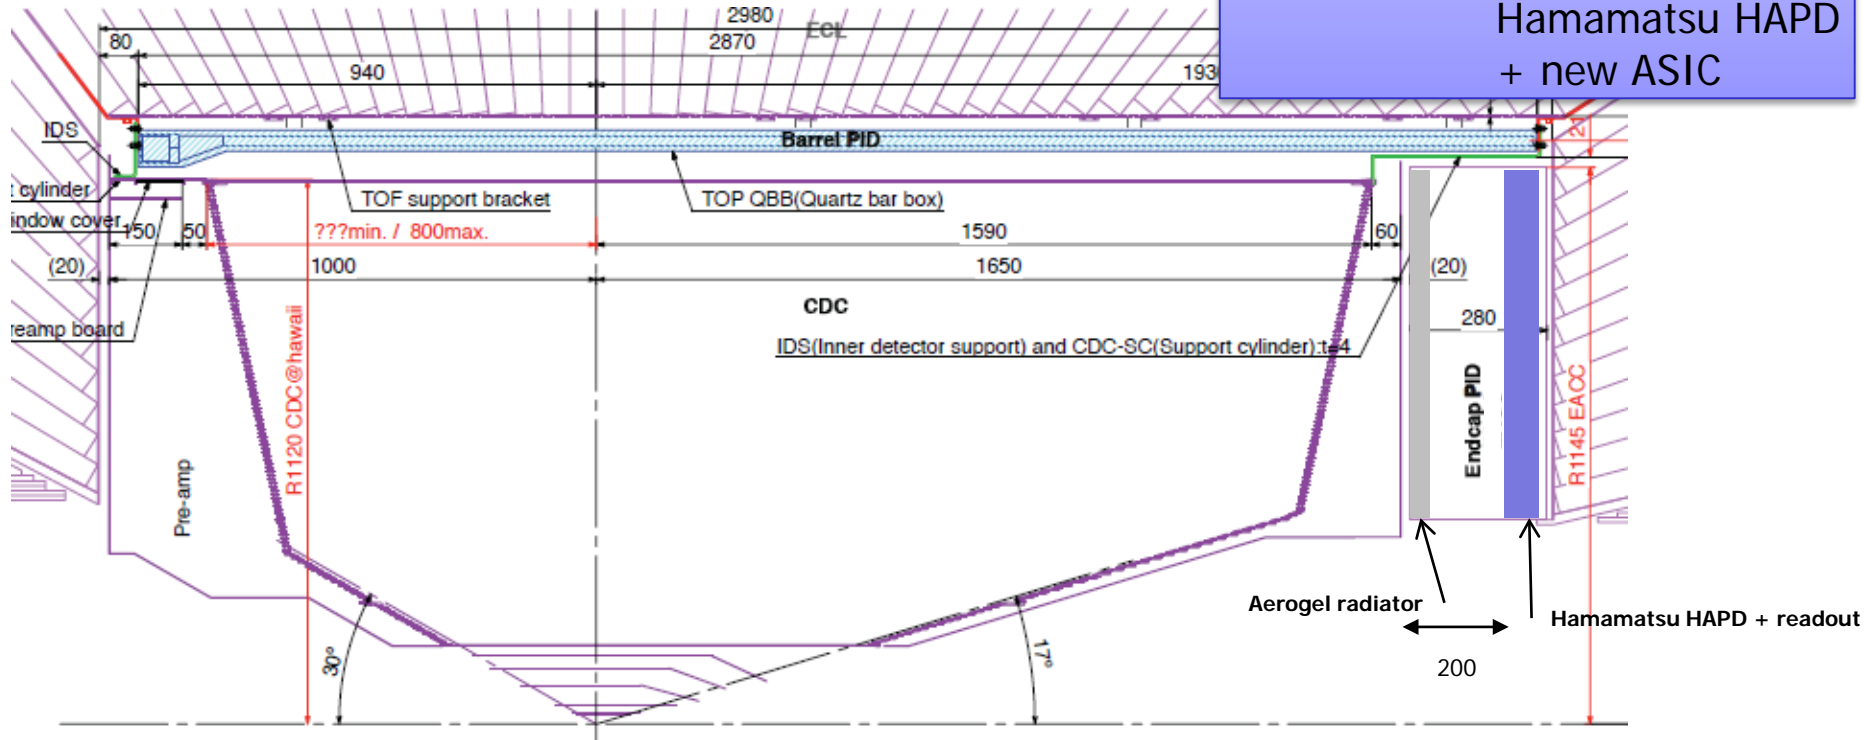 Hamamatsu HAPD
+ new ASIC
2980
ECL
80
2870
940
IDS
Barrel PID
t cylinder
TOF support bracket
TOP QBB(Quartz bar box)
indow cover
150
50
???min. / 800max.
1590
60
(20)
1000
1650
(20)
CDC
280
reamp board
IDS(Inner detector support) and CDC-SC(Support cylinder):t=4
R1120 CDC@hawaii
Endcap PID
R1145 EACC
Pre-amp
Aerogel radiator
Hamamatsu HAPD + readout
30°
17°
200